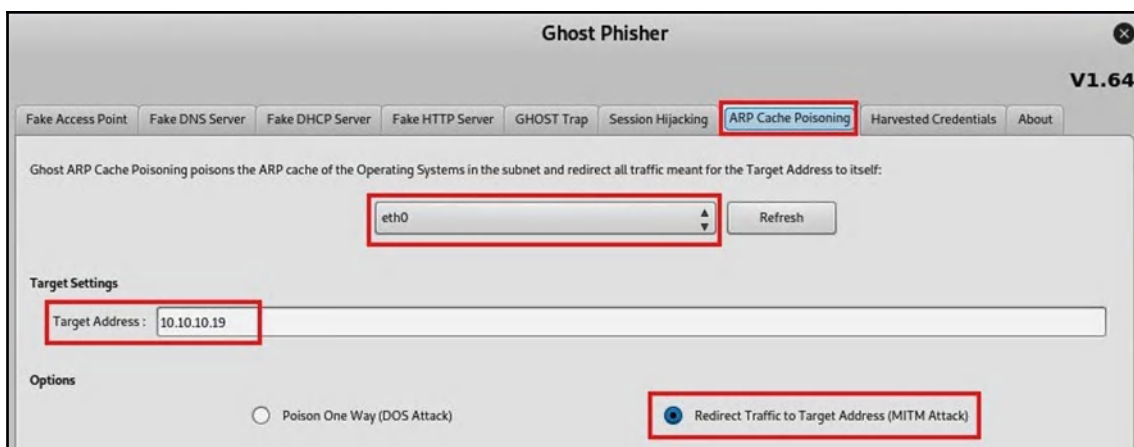 Ghost Phisher
V1.64
Fake Access Point Fake DNS Server Fake DHCP Server Fake HTTP Server GHOST Trap Session Hijacking ARP Cache Poisoning Harvested Credentials About
Ghost ARP Cache Poisoning poisons the ARP cache of the Operating Systems in the subnet and redirect all traffic meant for the Target Address to itself:
eth0 Refresh
Target Settings
Target Address : 10.10.10.19
Options
Poison One Way (DOS Attack) Redirect Traffic to Target Address (MITM Attack)